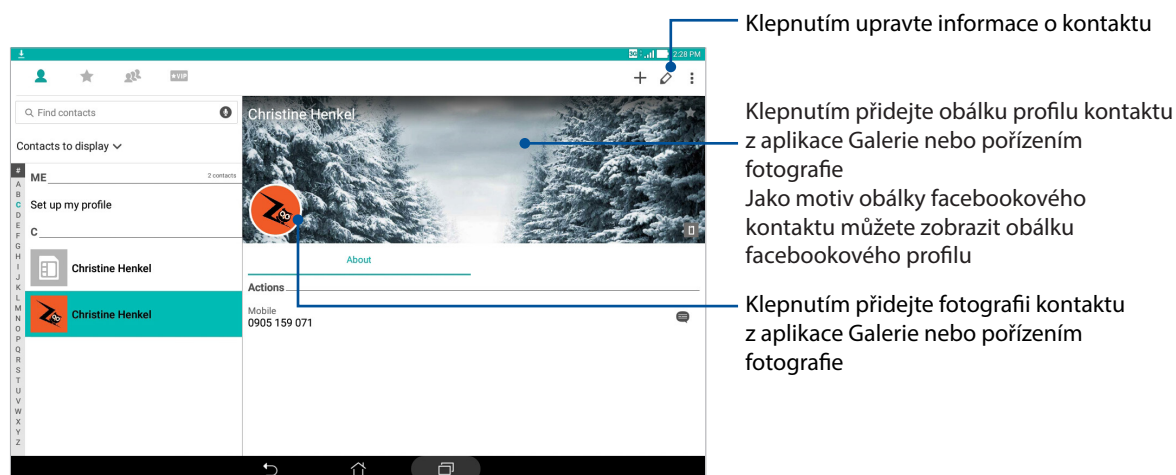 Klepnutím upravte informace o kontaktu
3G 2:28 PM
VIP
Find contacts
Christine Henkel
Contacts to display
ME 2 contacts
Set up my profile
C
Christine Henkel
Christine Henkel
#
A
B
C
D
E
F
G
H
I
J
K
L
M
N
O
P
Q
R
S
T
U
V
W
X
Y
Z
About
Actions
Mobile
0905 159 071
Klepnutím přidejte obálku profilu kontaktu
z aplikace Galerie nebo pořízením
fotografie
Jako motiv obálky facebookového
kontaktu můžete zobrazit obálku
facebookového profilu
Klepnutím přidejte fotografii kontaktu
z aplikace Galerie nebo pořízením
fotografie